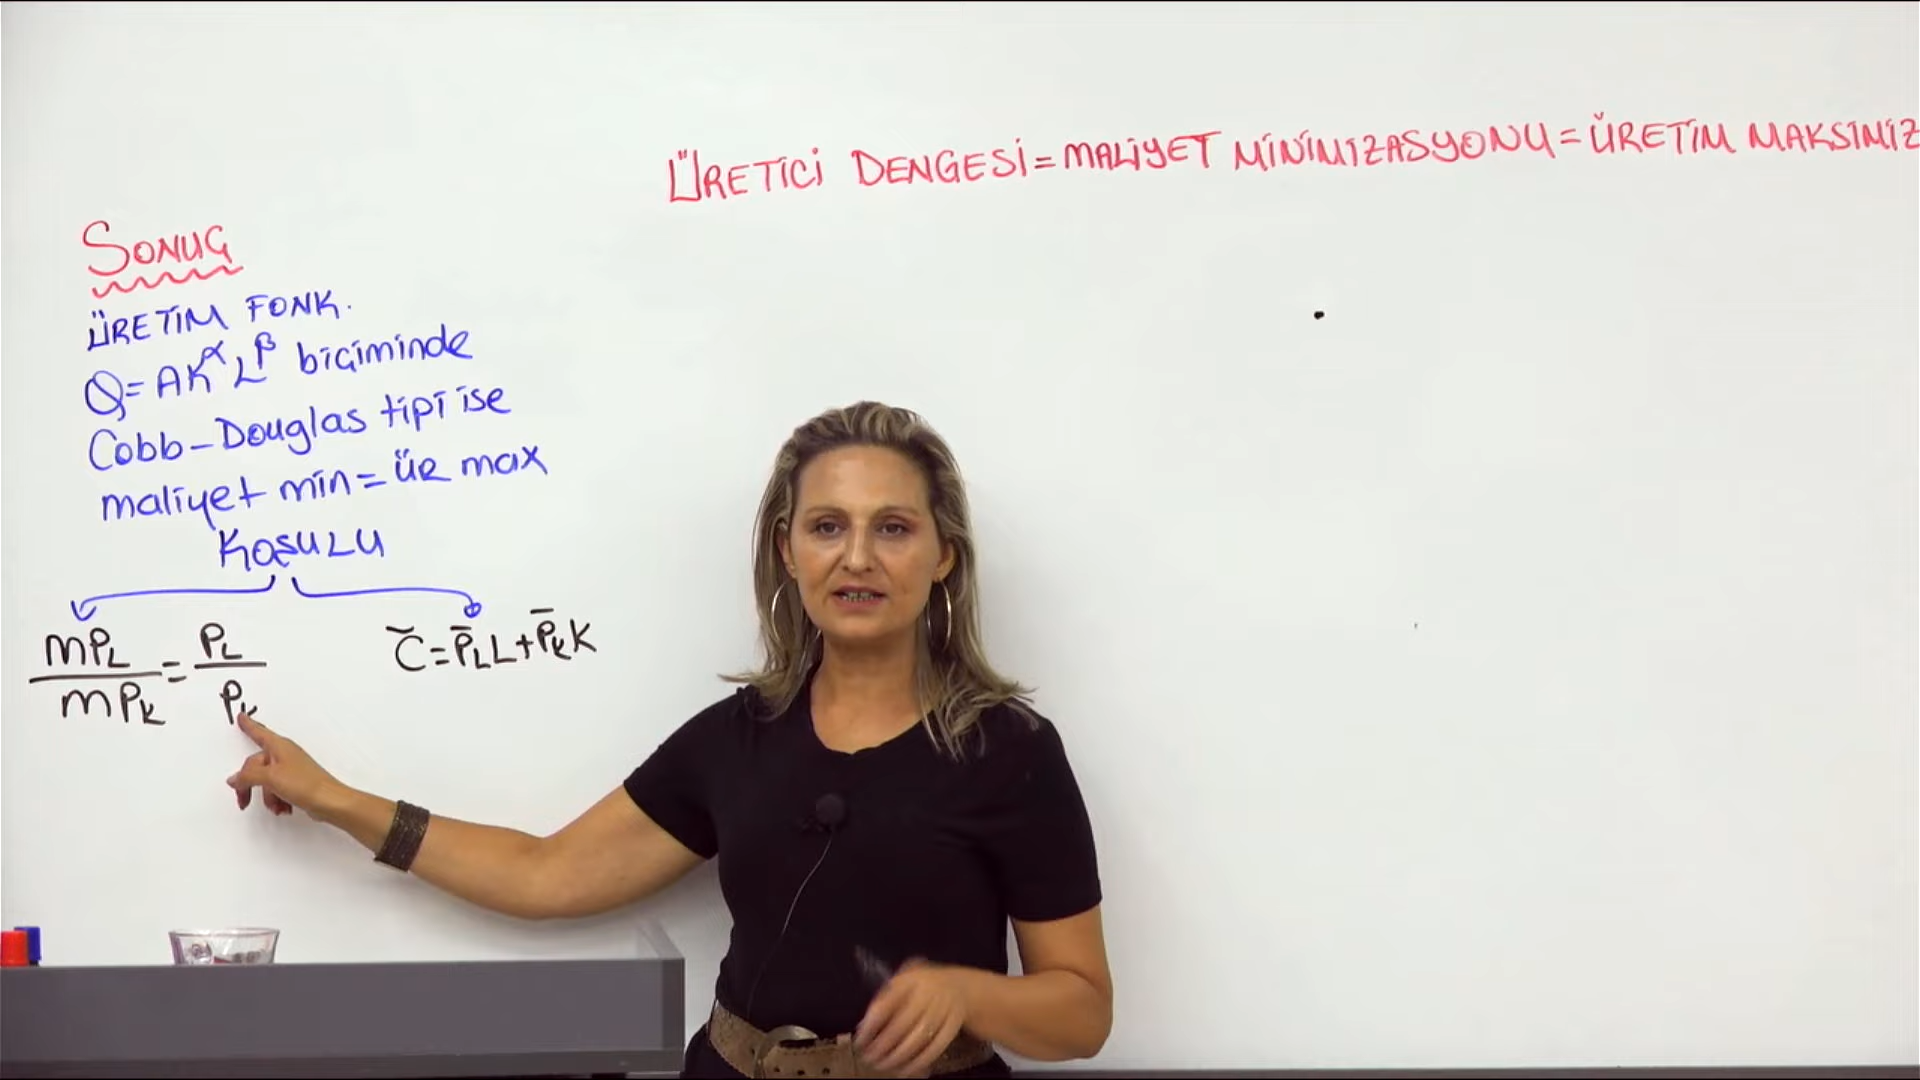 ÜRETİCİ DENGESİ=MALİYET MİNİMİZASYONU=ÜRETİM MAKSİMİZ
SONUÇ
ÜRETİM FONK.
Q=AK^α L^β biçiminde
Cobb-Douglas tipi ise
maliyet min=ür max
KOŞULU
MP_L / MP_K = P_L / P_K
C̄=P̄_L L+P̄_K K